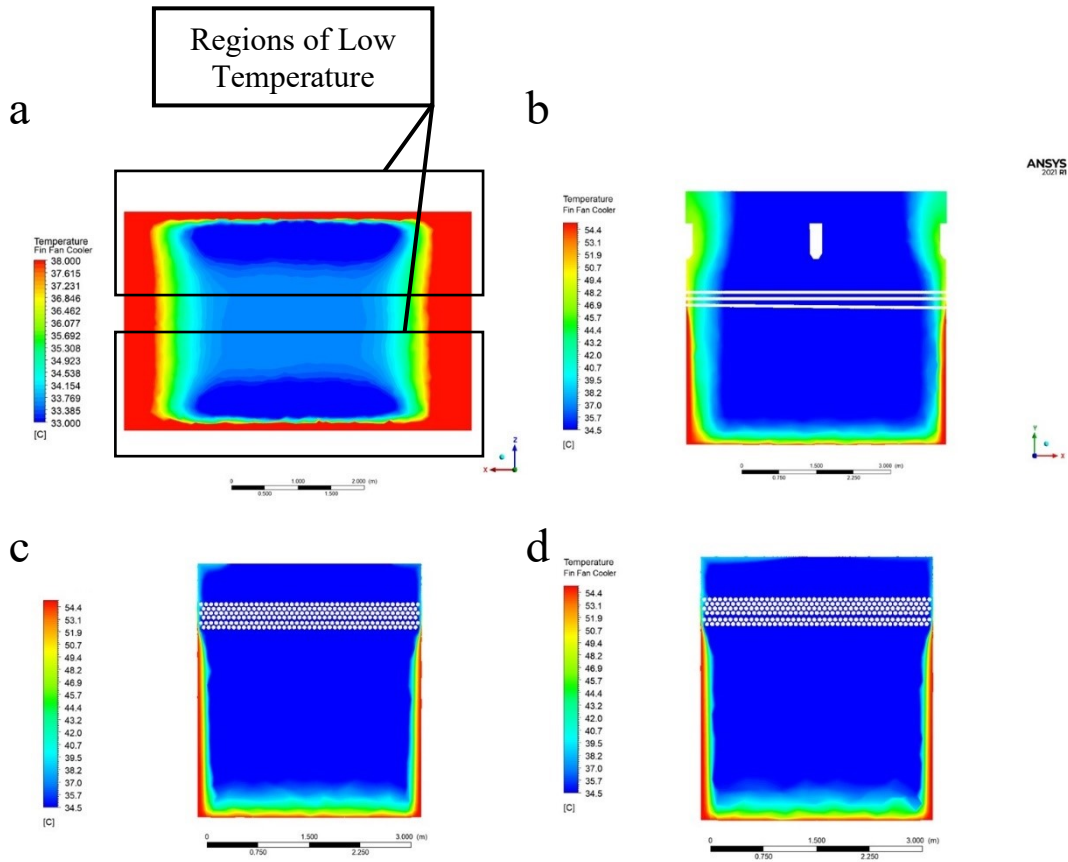 Regions of Low
Temperature
a
b
ANSYS
2021 R1
Temperature
Fin Fan Cooler
38.000
37.615
37.231
36.846
36.462
36.077
35.692
35.308
34.923
34.538
34.154
33.769
33.385
33.000
[C]
X
Z
0 1.000 2.000 (m)
0.500 1.500
Temperature
Fin Fan Cooler
54.4
53.1
51.9
50.7
49.4
48.2
46.9
45.7
44.4
43.2
42.0
40.7
39.5
38.2
37.0
35.7
34.5
[C]
Y
X
0 1.500 3.000 (m)
0.750 2.250
c
d
54.4
53.1
51.9
50.7
49.4
48.2
46.9
45.7
44.4
43.2
42.0
40.7
39.5
38.2
37.0
35.7
34.5
[C]
0 1.500 3.000 (m)
0.750 2.250
Temperature
Fin Fan Cooler
54.4
53.1
51.9
50.7
49.4
48.2
46.9
45.7
44.4
43.2
42.0
40.7
39.5
38.2
37.0
35.7
34.5
[C]
0 1.500 3.000 (m)
0.750 2.250